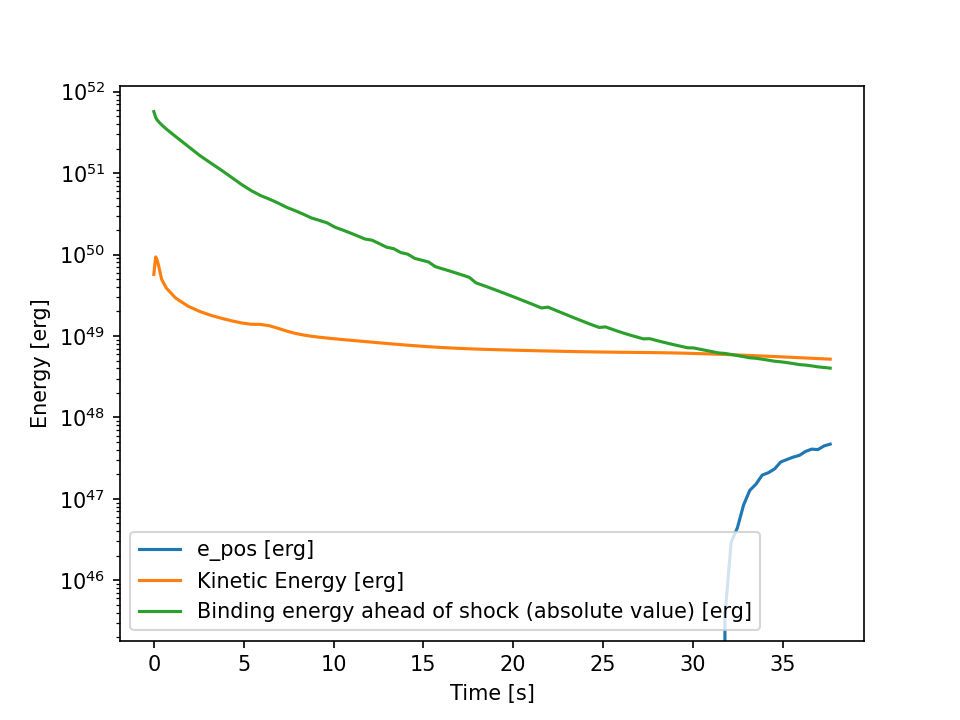 10^52
10^51
10^50
10^49
10^48
10^47
10^46
Energy [erg]
e_pos [erg]
Kinetic Energy [erg]
Binding energy ahead of shock (absolute value) [erg]
0 5 10 15 20 25 30 35
Time [s]